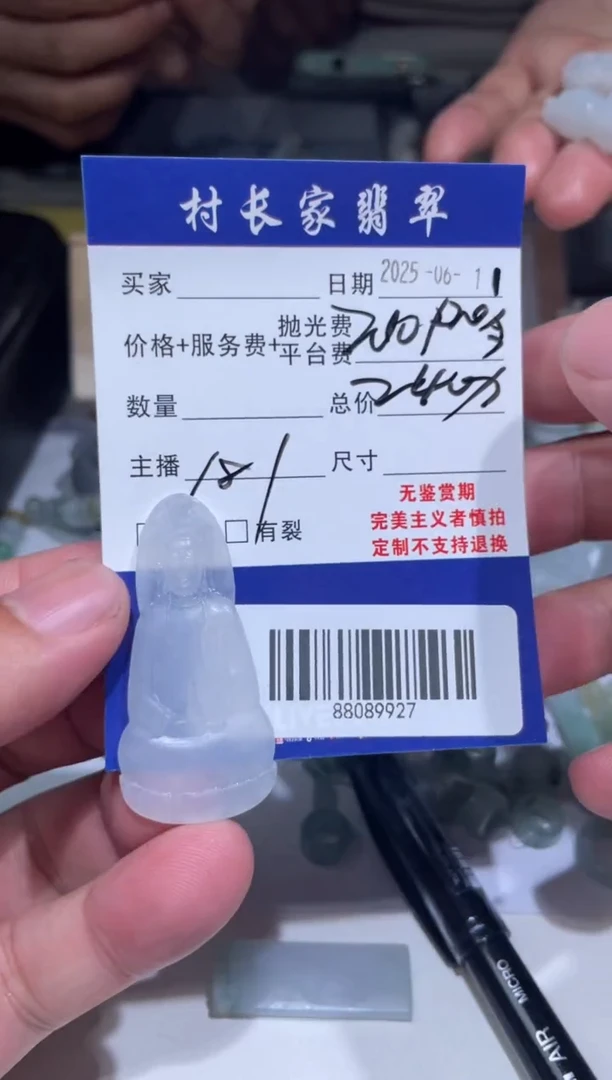 村长家翡翠
买家 日期 2025-06-11
价格+服务费+抛光费平台费
数量 总价
主播 181 尺寸
有裂
无鉴赏期
完美主义者慎拍
定制不支持退换
88089927
MICRO
AIR